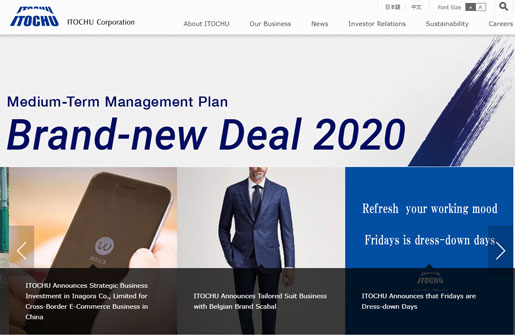 ITOCHU
ITOCHU Corporation
日本語 | 中文 | Font Size A A
About ITOCHU Our Business News Investor Relations Sustainability Careers
Medium-Term Management Plan
Brand-new Deal 2020
Refresh your working mood
Fridays is dress-down days
ITOCHU
ITOCHU Announces Strategic Business
Investment in Inagora Co., Limited for
Cross-Border E-Commerce Business in
China
ITOCHU Announces Tailored Suit Business
with Belgian Brand Scabal
ITOCHU Announces that Fridays are
Dress-down Days